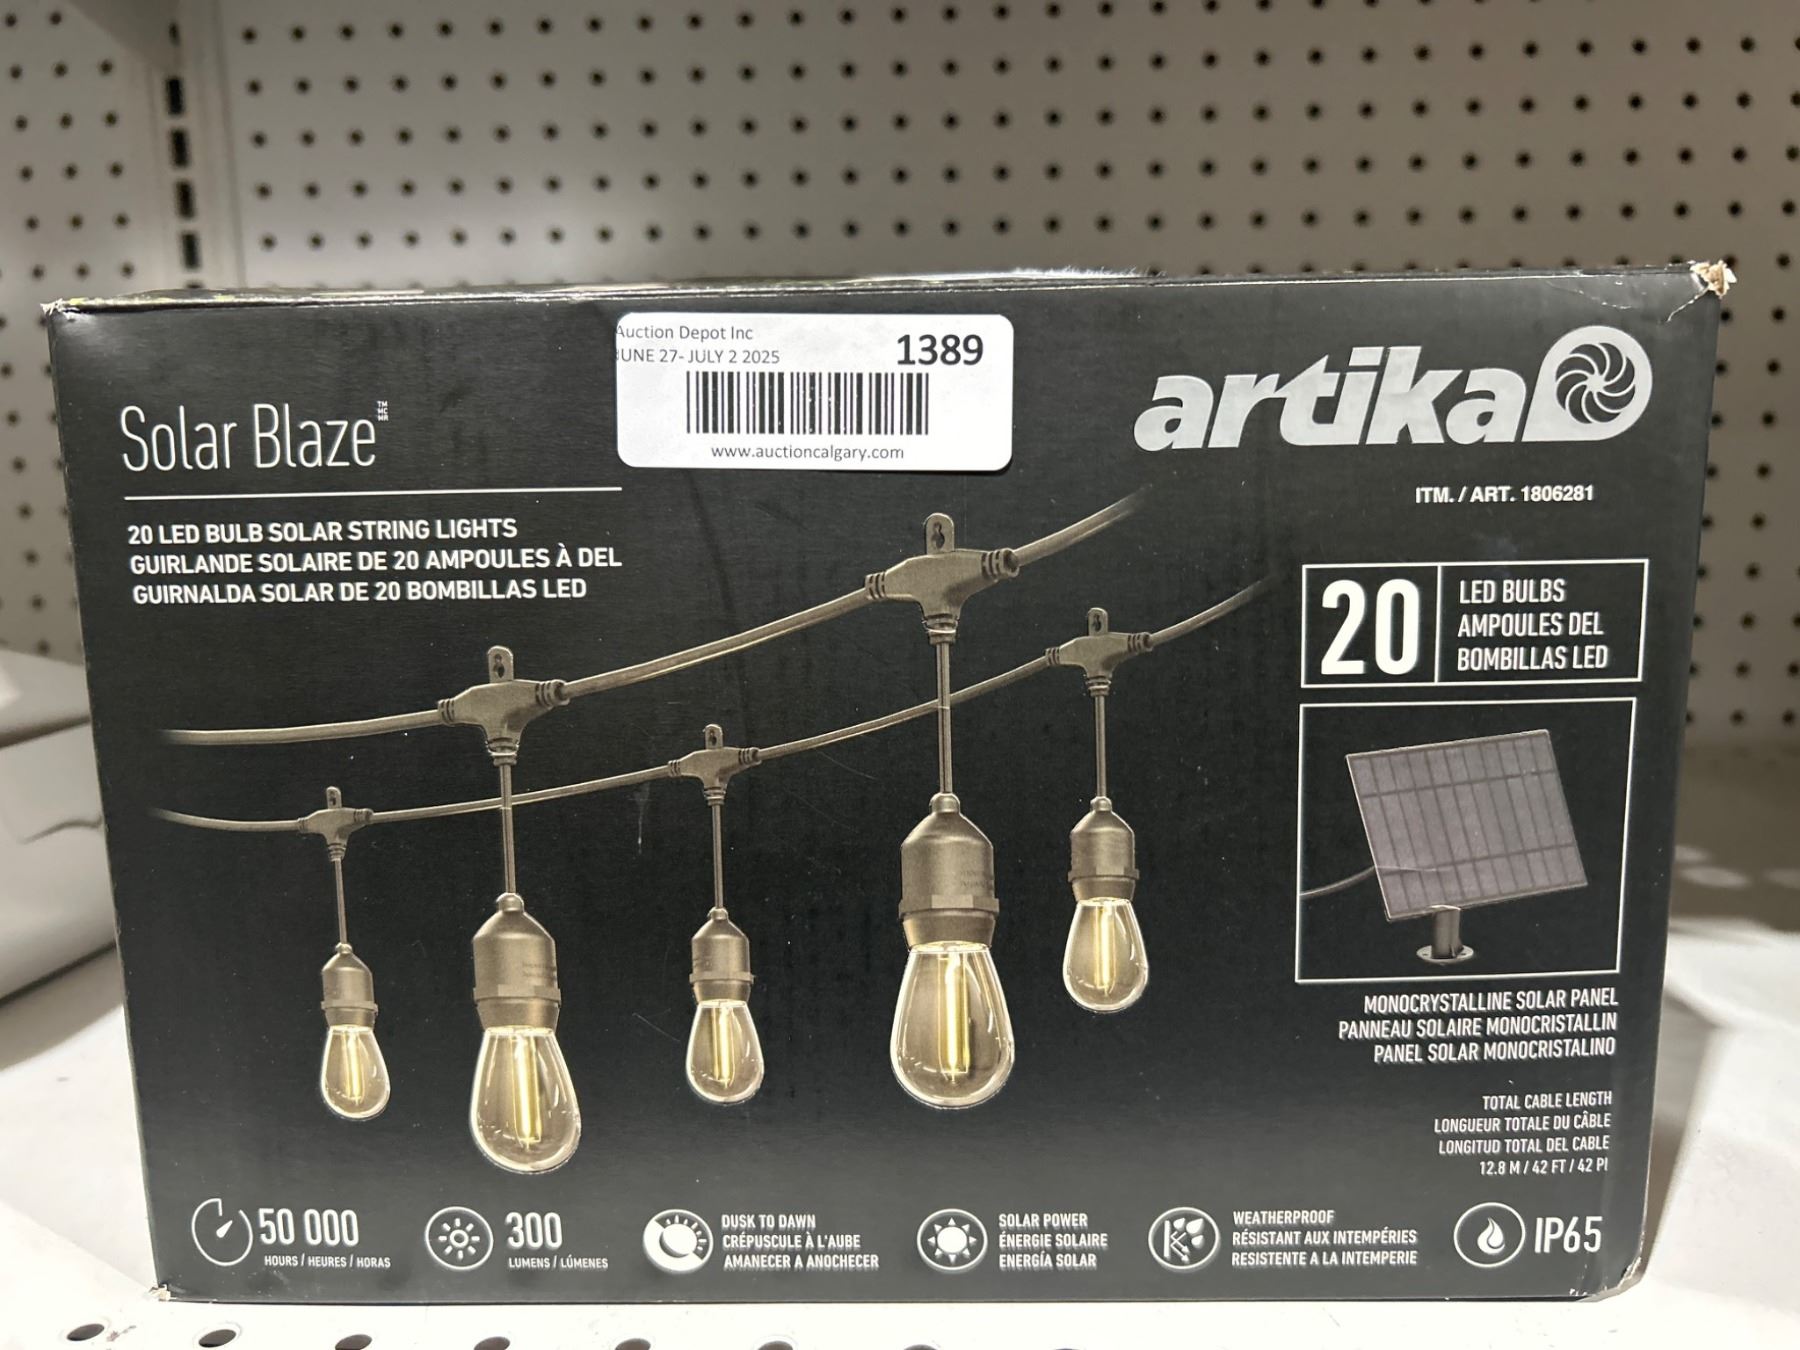 Auction Depot Inc
JUNE 27- JULY 2 2025
1389
www.auctioncalgary.com
Solar Blaze
TM
MC
MR
artika
ITM. / ART. 1806281
20 LED BULB SOLAR STRING LIGHTS
GUIRLANDE SOLAIRE DE 20 AMPOULES À DEL
GUIRNALDA SOLAR DE 20 BOMBILLAS LED
20
LED BULBS
AMPOULES DEL
BOMBILLAS LED
MONOCRYSTALLINE SOLAR PANEL
PANNEAU SOLAIRE MONOCRISTALLIN
PANEL SOLAR MONOCRISTALINO
TOTAL CABLE LENGTH
LONGUEUR TOTALE DU CÂBLE
LONGITUD TOTAL DEL CABLE
12.8 M / 42 FT / 42 PI
50 000
HOURS / HEURES / HORAS
300
LUMENS / LÚMENES
DUSK TO DAWN
CRÉPUSCULE À L'AUBE
AMANECER A ANOCHECER
SOLAR POWER
ÉNERGIE SOLAIRE
ENERGÍA SOLAR
WEATHERPROOF
RÉSISTANT AUX INTEMPÉRIES
RESISTENTE A LA INTEMPERIE
IP65